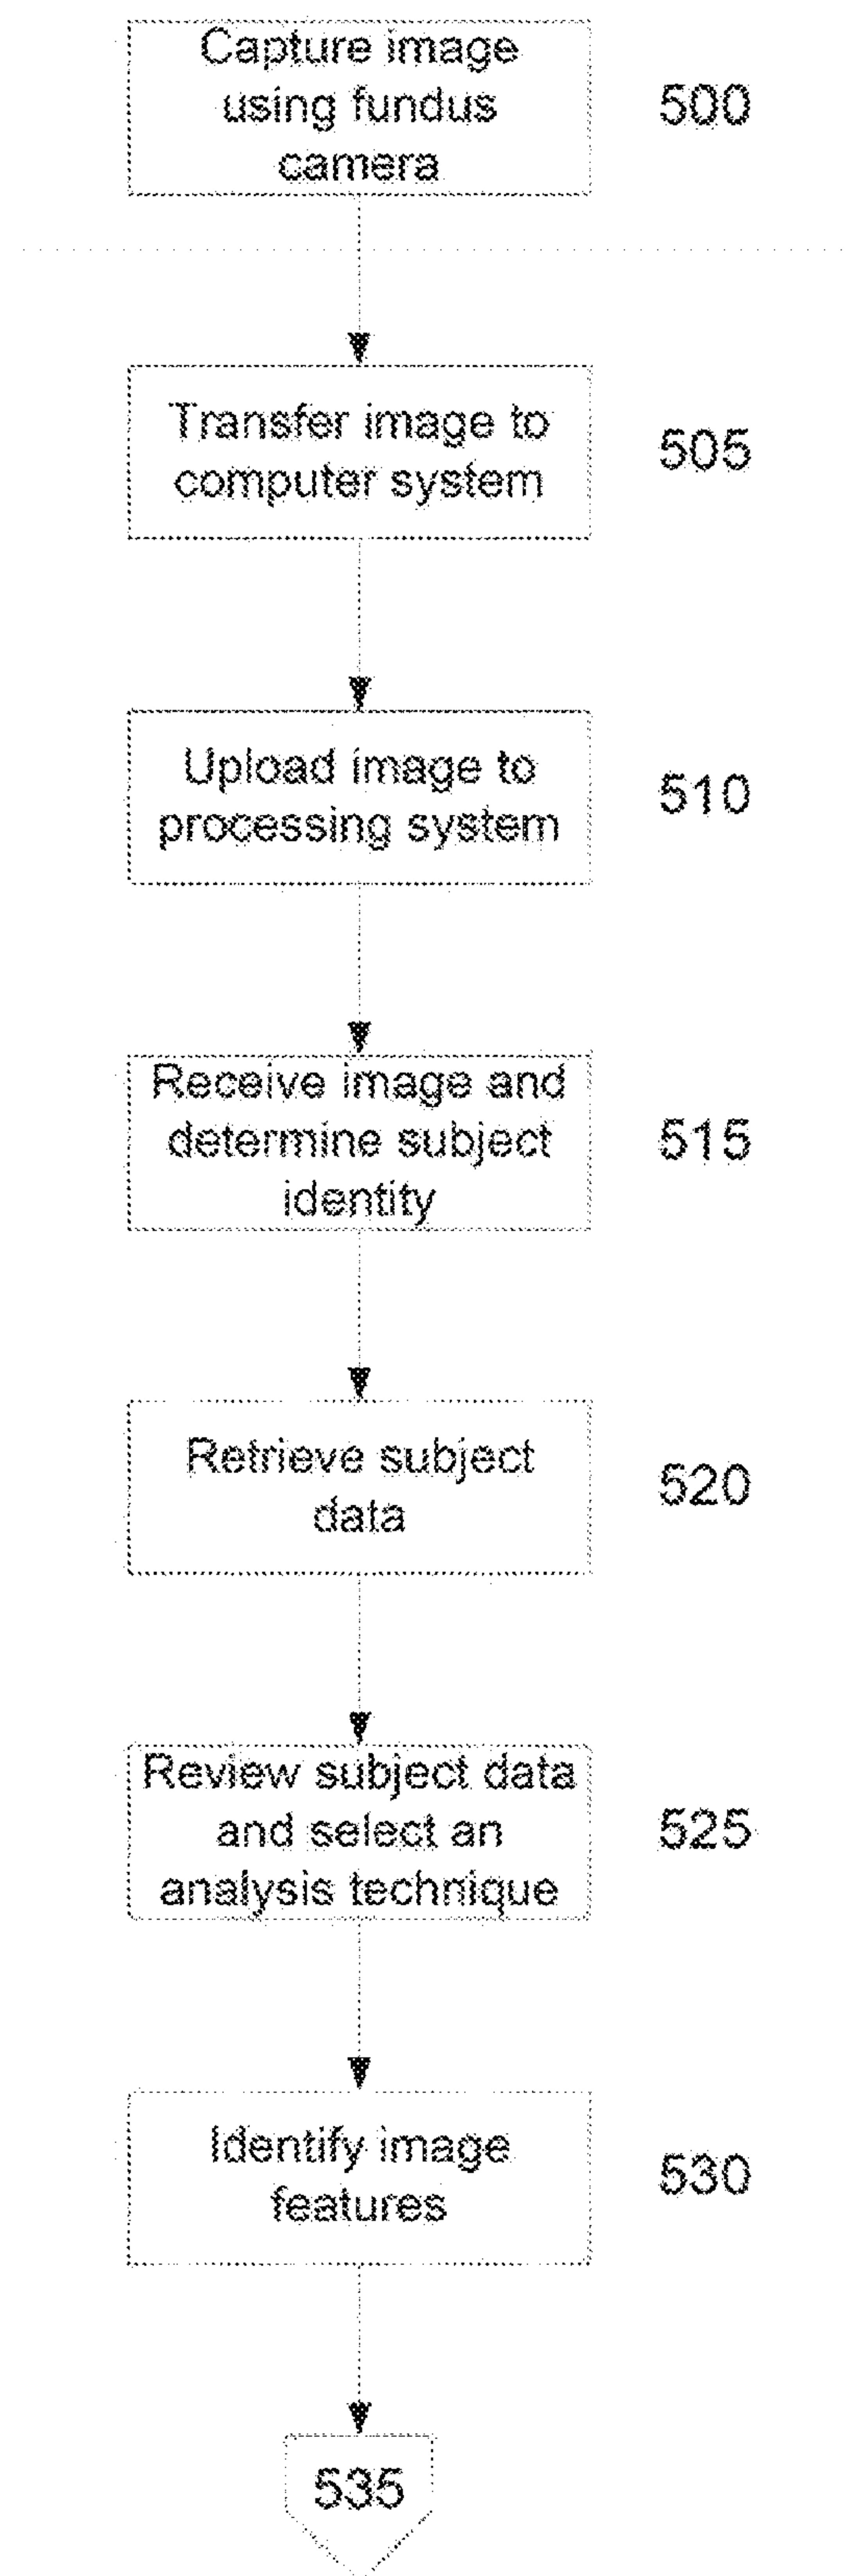 Capture image
using fundus
camera
500
Transfer image to
computer system
505
Upload image to
processing system
510
Receive image and
determine subject
identity
515
Retrieve subject
data
520
Review subject data
and select an
analysis technique
525
Identify image
features
530
535